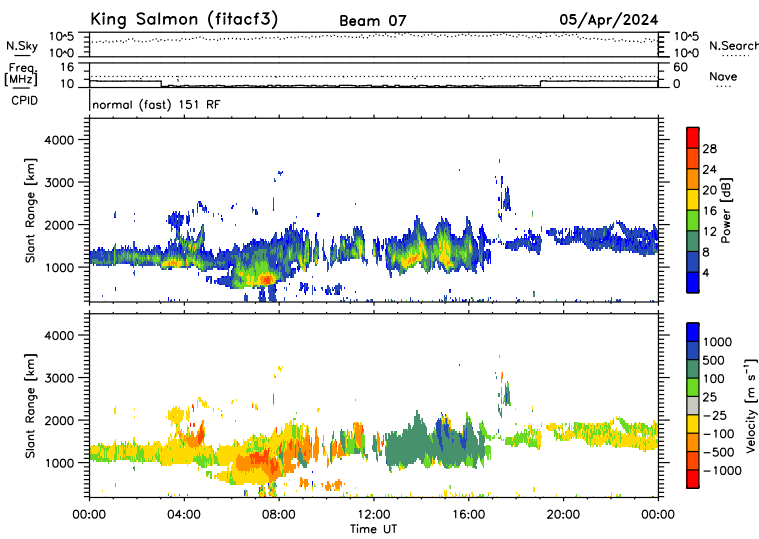 King Salmon (fitacf3) Beam 07 05/Apr/2024
N.Sky 10^5 10^0 10^5 10^0 N.Search
Freq [MHz] 16 10 60 0 Nave
CPID normal (fast) 151 RF
Slant Range [km] 4000 3000 2000 1000
Power [dB] 28 24 20 16 12 8 4
Slant Range [km] 4000 3000 2000 1000
Velocity [m s⁻¹] 1000 500 100 25 −25 −100 −500 −1000
00:00 04:00 08:00 12:00 16:00 20:00 00:00
Time UT